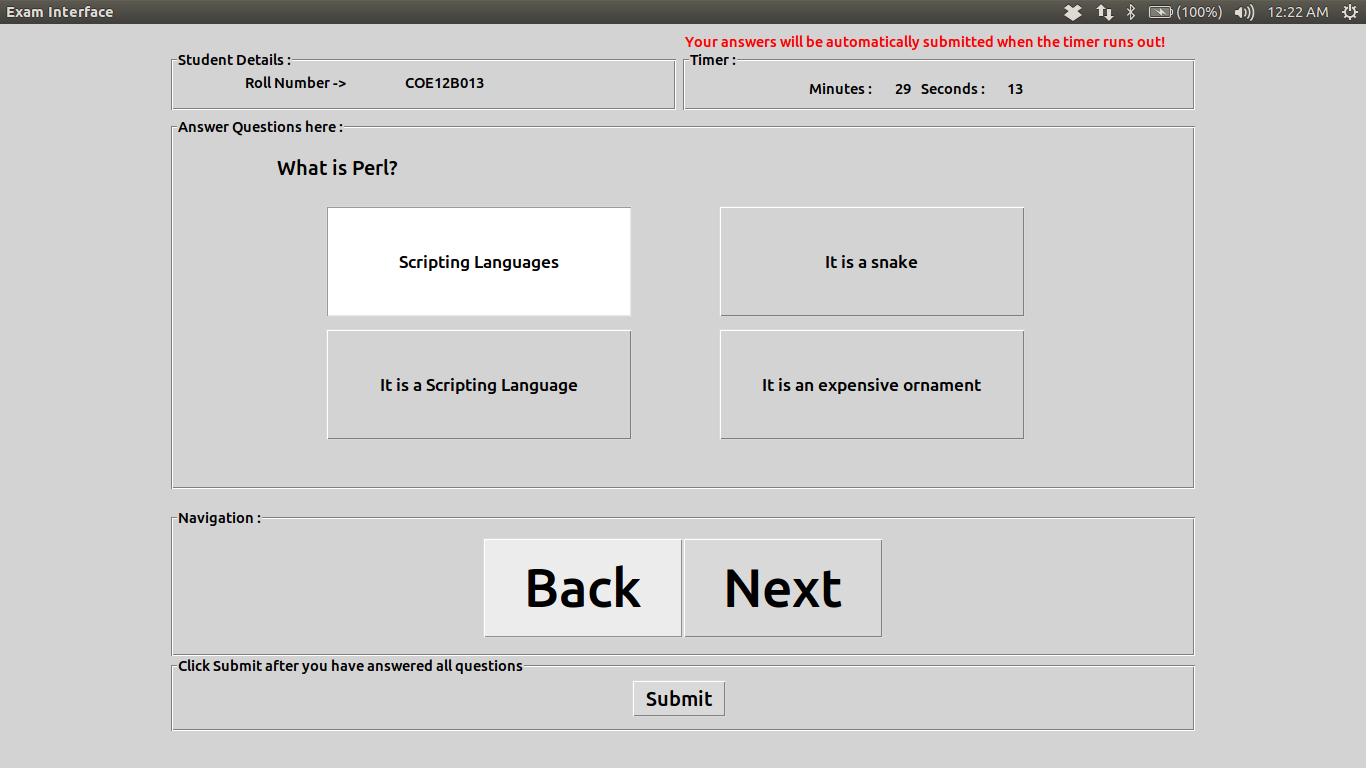 Exam Interface (100%) 12:22 AM
Your answers will be automatically submitted when the timer runs out!
Student Details :
Roll Number -> COE12B013
Timer :
Minutes : 29 Seconds : 13
Answer Questions here :
What is Perl?
Scripting Languages
It is a snake
It is a Scripting Language
It is an expensive ornament
Navigation :
Back
Next
Click Submit after you have answered all questions
Submit